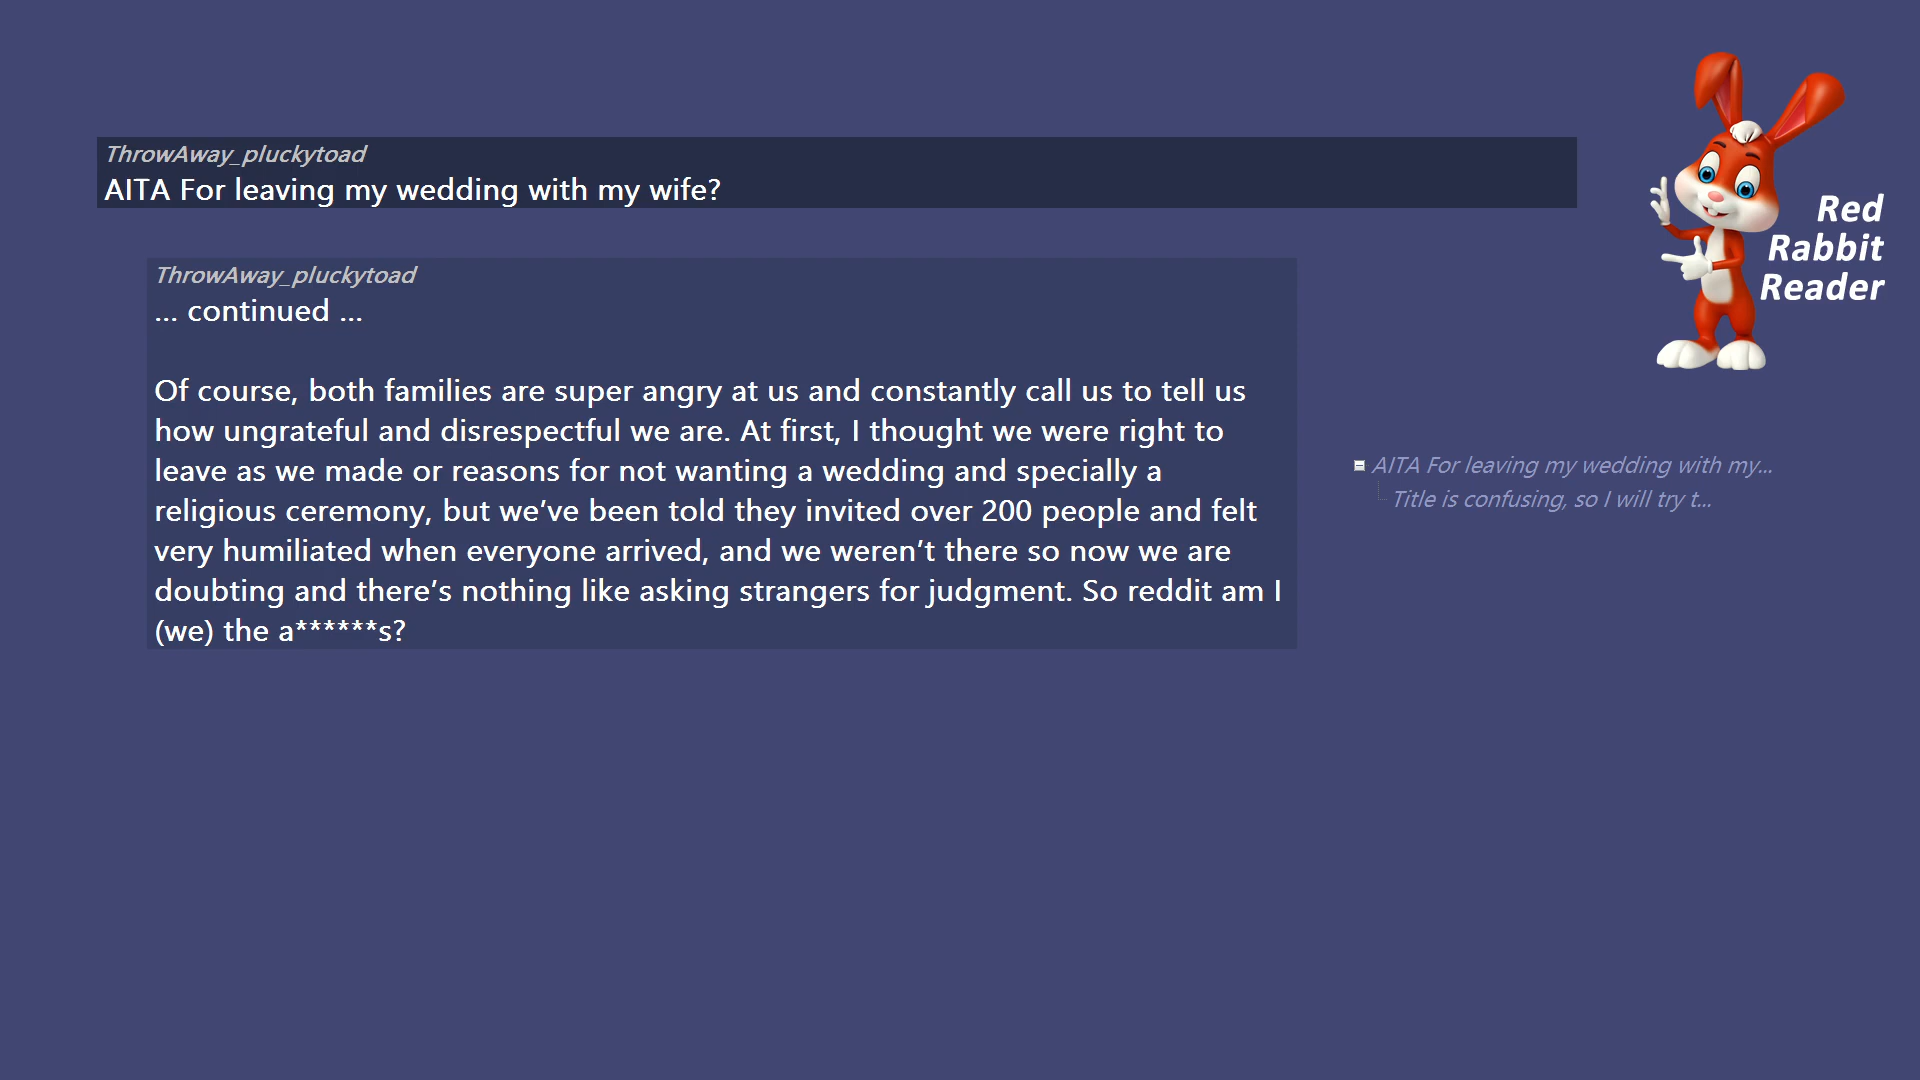 ThrowAway_pluckytoad
AITA For leaving my wedding with my wife?
Red
Rabbit
Reader
ThrowAway_pluckytoad
... continued ...
Of course, both families are super angry at us and constantly call us to tell us
how ungrateful and disrespectful we are. At first, I thought we were right to
leave as we made or reasons for not wanting a wedding and specially a
religious ceremony, but we’ve been told they invited over 200 people and felt
very humiliated when everyone arrived, and we weren’t there so now we are
doubting and there’s nothing like asking strangers for judgment. So reddit am I
(we) the a******s?
AITA For leaving my wedding with my...
Title is confusing, so I will try t...